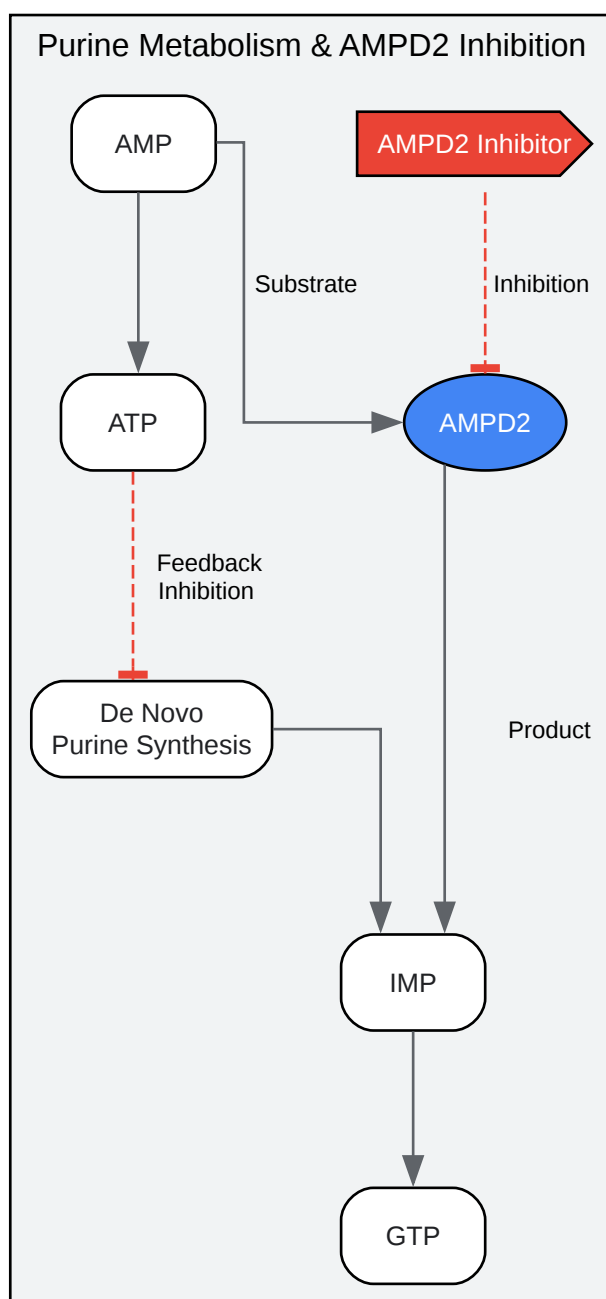 Purine Metabolism & AMPD2 Inhibition
AMP
AMPD2 Inhibitor
Substrate
Inhibition
ATP
AMPD2
Feedback
Inhibition
De Novo
Purine Synthesis
Product
IMP
GTP